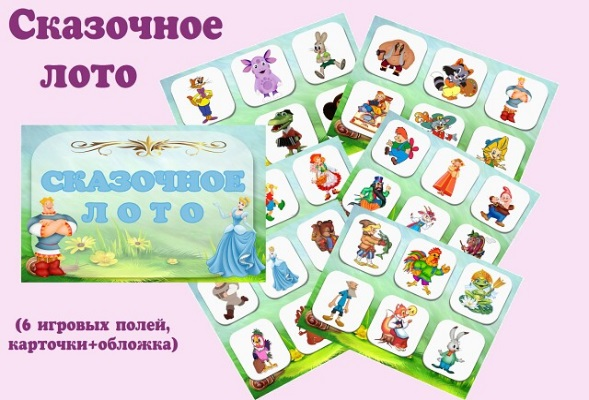 Сказочное
лото
СКАЗОЧНОЕ
ЛОТО
(6 игровых полей,
карточки+обложка)